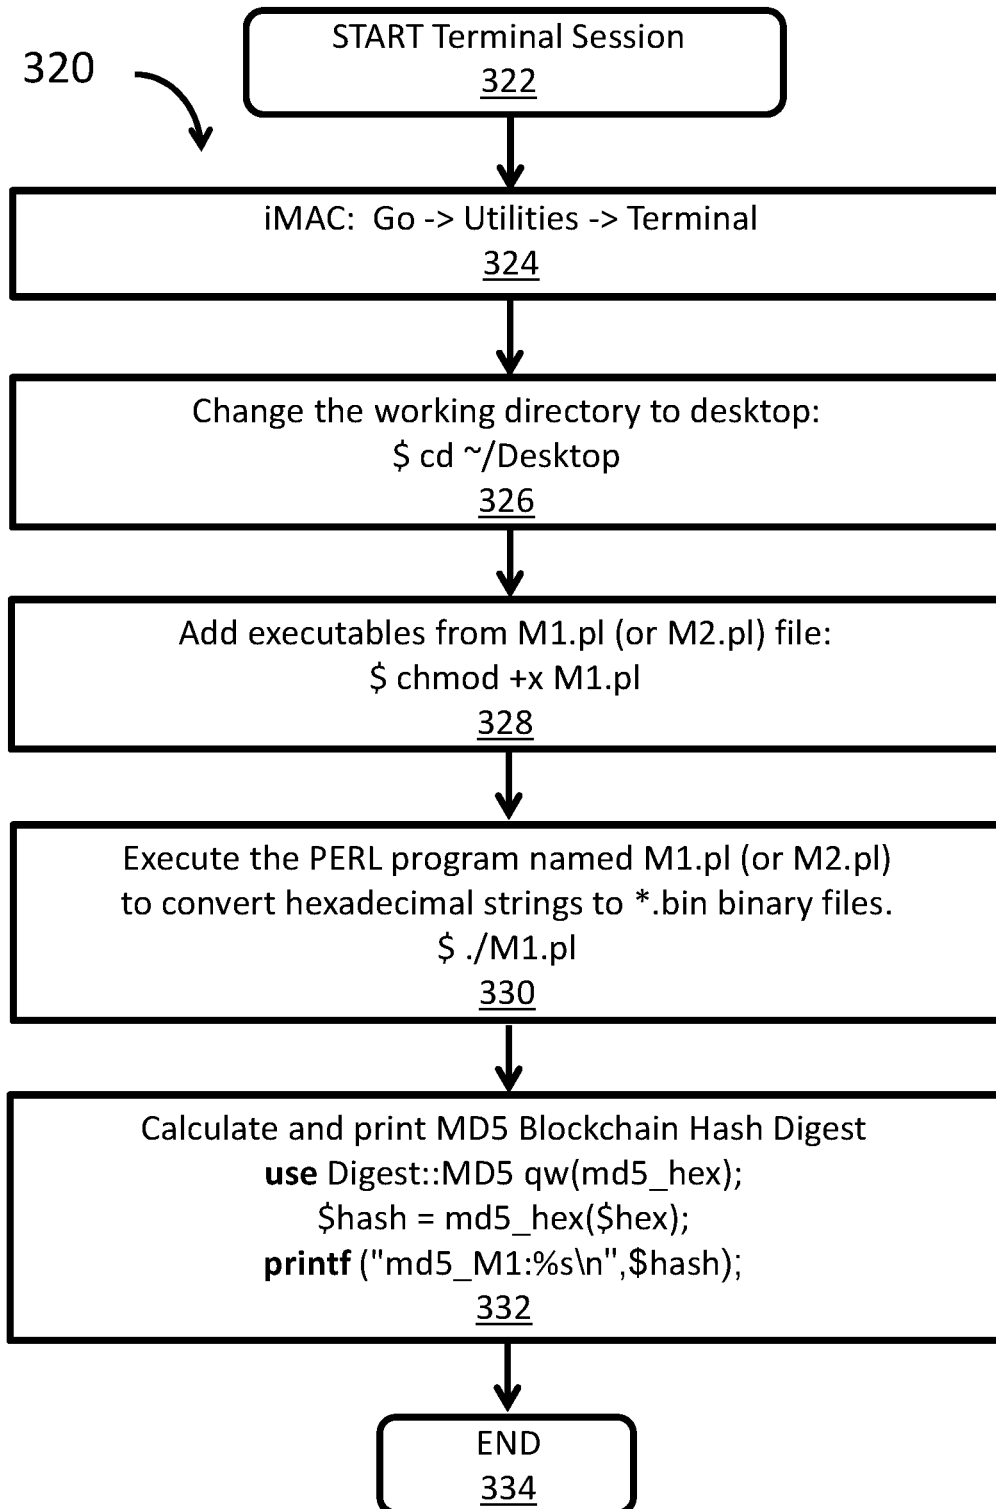 320
START Terminal Session
322
iMAC:  Go -> Utilities -> Terminal
324
Change the working directory to desktop:
$ cd ~/Desktop
326
Add executables from M1.pl (or M2.pl) file:
$ chmod +x M1.pl
328
Execute the PERL program named M1.pl (or M2.pl)
to convert hexadecimal strings to *.bin binary files.
$ ./M1.pl
330
Calculate and print MD5 Blockchain Hash Digest
use Digest::MD5 qw(md5_hex);
$hash = md5_hex($hex);
printf ("md5_M1:%s\n",$hash);
332
END
334